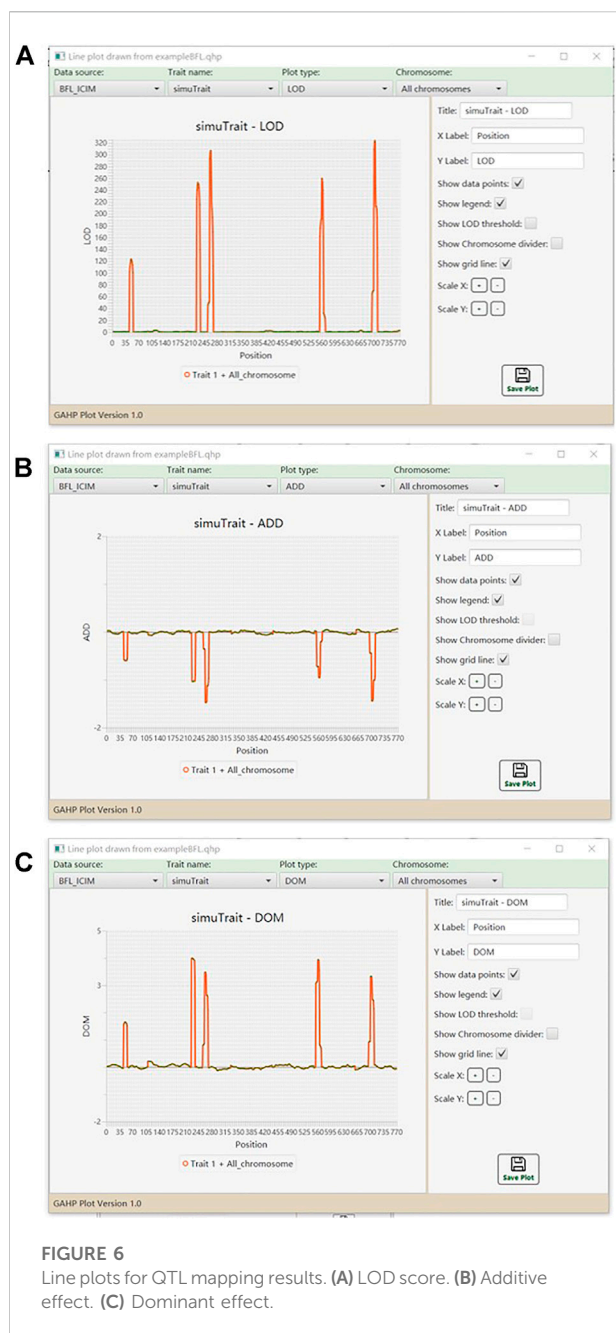 A
Line plot drawn from exampleBFL.qhp
Data source: Trait name: Plot type: Chromosome:
BFL_ICIM simuTrait LOD All chromosomes
simuTrait - LOD
Title: simuTrait - LOD
X Label: Position
Y Label: LOD
Show data points:
Show legend:
Show LOD threshold:
Show Chromosome divider:
Show grid line:
Scale X: + -
Scale Y: + -
Save Plot
LOD
320
300
280
260
240
220
200
180
160
140
120
100
80
60
40
20
0
0 35 70 105 140 175 210 245 280 315 350 385 420 455 490 525 560 595 630 665 700 735 770
Position
Trait 1 + All_chromosome
GAHP Plot Version 1.0
B
Line plot drawn from exampleBFL.qhp
Data source: Trait name: Plot type: Chromosome:
BFL_ICIM simuTrait ADD All chromosomes
simuTrait - ADD
Title: simuTrait - ADD
X Label: Position
Y Label: ADD
Show data points:
Show legend:
Show LOD threshold:
Show Chromosome divider:
Show grid line:
Scale X: + -
Scale Y: + -
Save Plot
ADD
2
-2
0 35 70 105 140 175 210 245 280 315 350 385 420 455 490 525 560 595 630 665 700 735 770
Position
Trait 1 + All_chromosome
GAHP Plot Version 1.0
C
Line plot drawn from exampleBFL.qhp
Data source: Trait name: Plot type: Chromosome:
BFL_ICIM simuTrait DOM All chromosomes
simuTrait - DOM
Title: simuTrait - DOM
X Label: Position
Y Label: DOM
Show data points:
Show legend:
Show LOD threshold:
Show Chromosome divider:
Show grid line:
Scale X: + -
Scale Y: + -
Save Plot
DOM
5
3
-2
0 35 70 105 140 175 210 245 280 315 350 385 420 455 490 525 560 595 630 665 700 735 770
Position
Trait 1 + All_chromosome
GAHP Plot Version 1.0
FIGURE 6
Line plots for QTL mapping results. (A) LOD score. (B) Additive
effect. (C) Dominant effect.